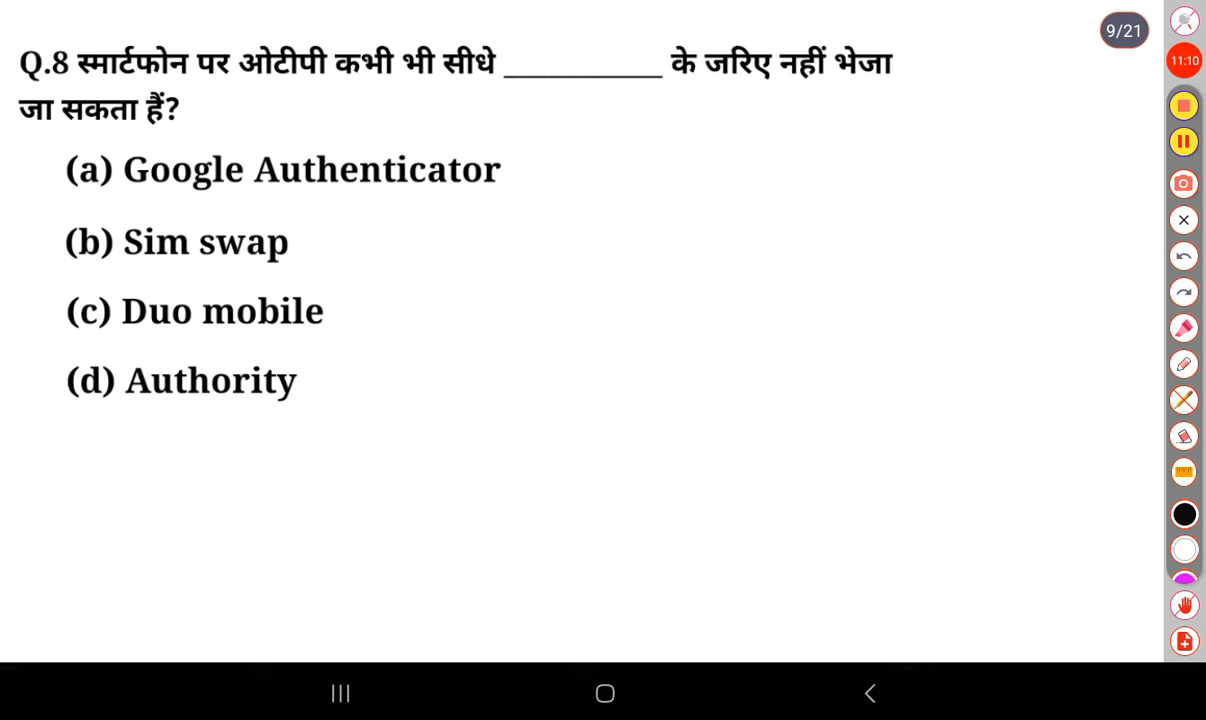 9/21
11:10
Q.8 स्मार्टफोन पर ओटीपी कभी भी सीधे ___________ के जरिए नहीं भेजा
जा सकता हैं?
(a) Google Authenticator
(b) Sim swap
(c) Duo mobile
(d) Authority